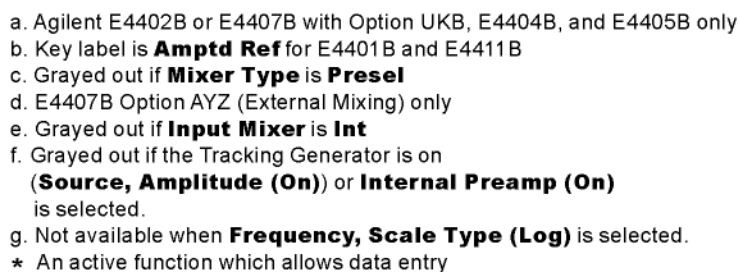 a. Agilent E4402B or E4407B with Option UKB, E4404B, and E4405B only
b. Key label is Amptd Ref for E4401B and E4411B
c. Grayed out if Mixer Type is Presel
d. E4407B Option AYZ (External Mixing) only
e. Grayed out if Input Mixer is Int
f. Grayed out if the Tracking Generator is on
(Source, Amplitude (On)) or Internal Preamp (On)
is selected.
g. Not available when Frequency, Scale Type (Log) is selected.
* An active function which allows data entry